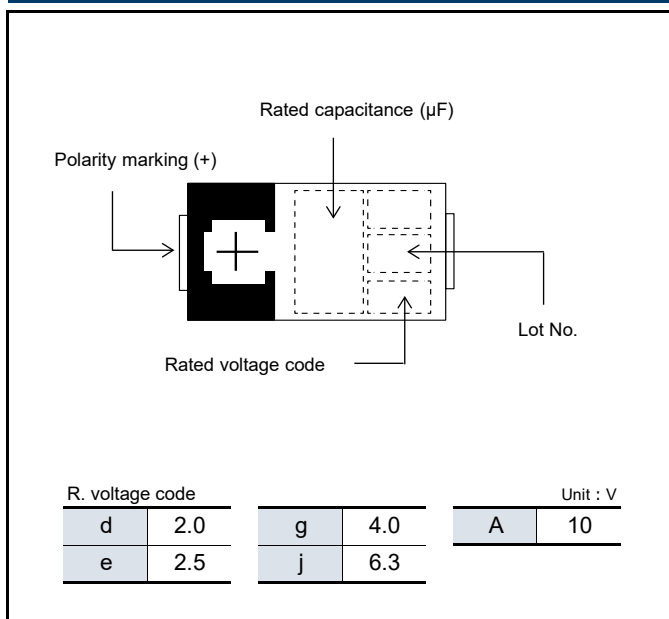 Rated capacitance (µF)
Polarity marking (+)
Lot No.
Rated voltage code
R. voltage code
Unit : V
d 2.0 g 4.0 A 10
e 2.5 j 6.3